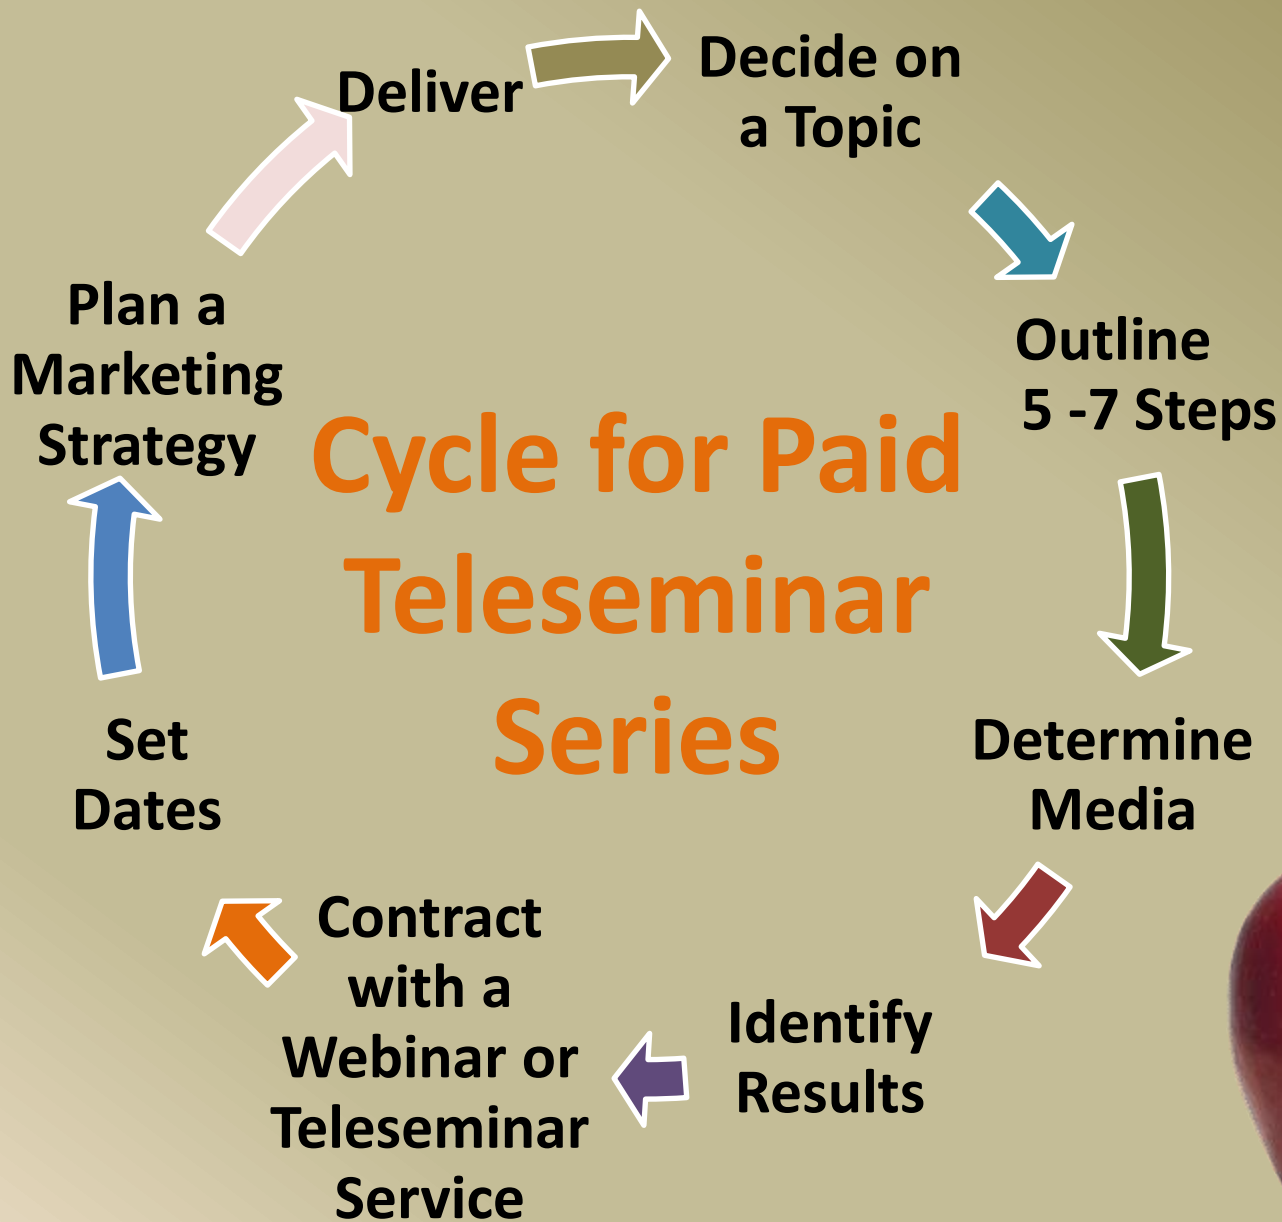 Deliver
Decide on
a Topic
Outline
5 -7 Steps
Determine
Media
Identify
Results
Contract
with a
Webinar or
Teleseminar
Service
Set
Dates
Plan a
Marketing
Strategy
Cycle for Paid
Teleseminar
Series